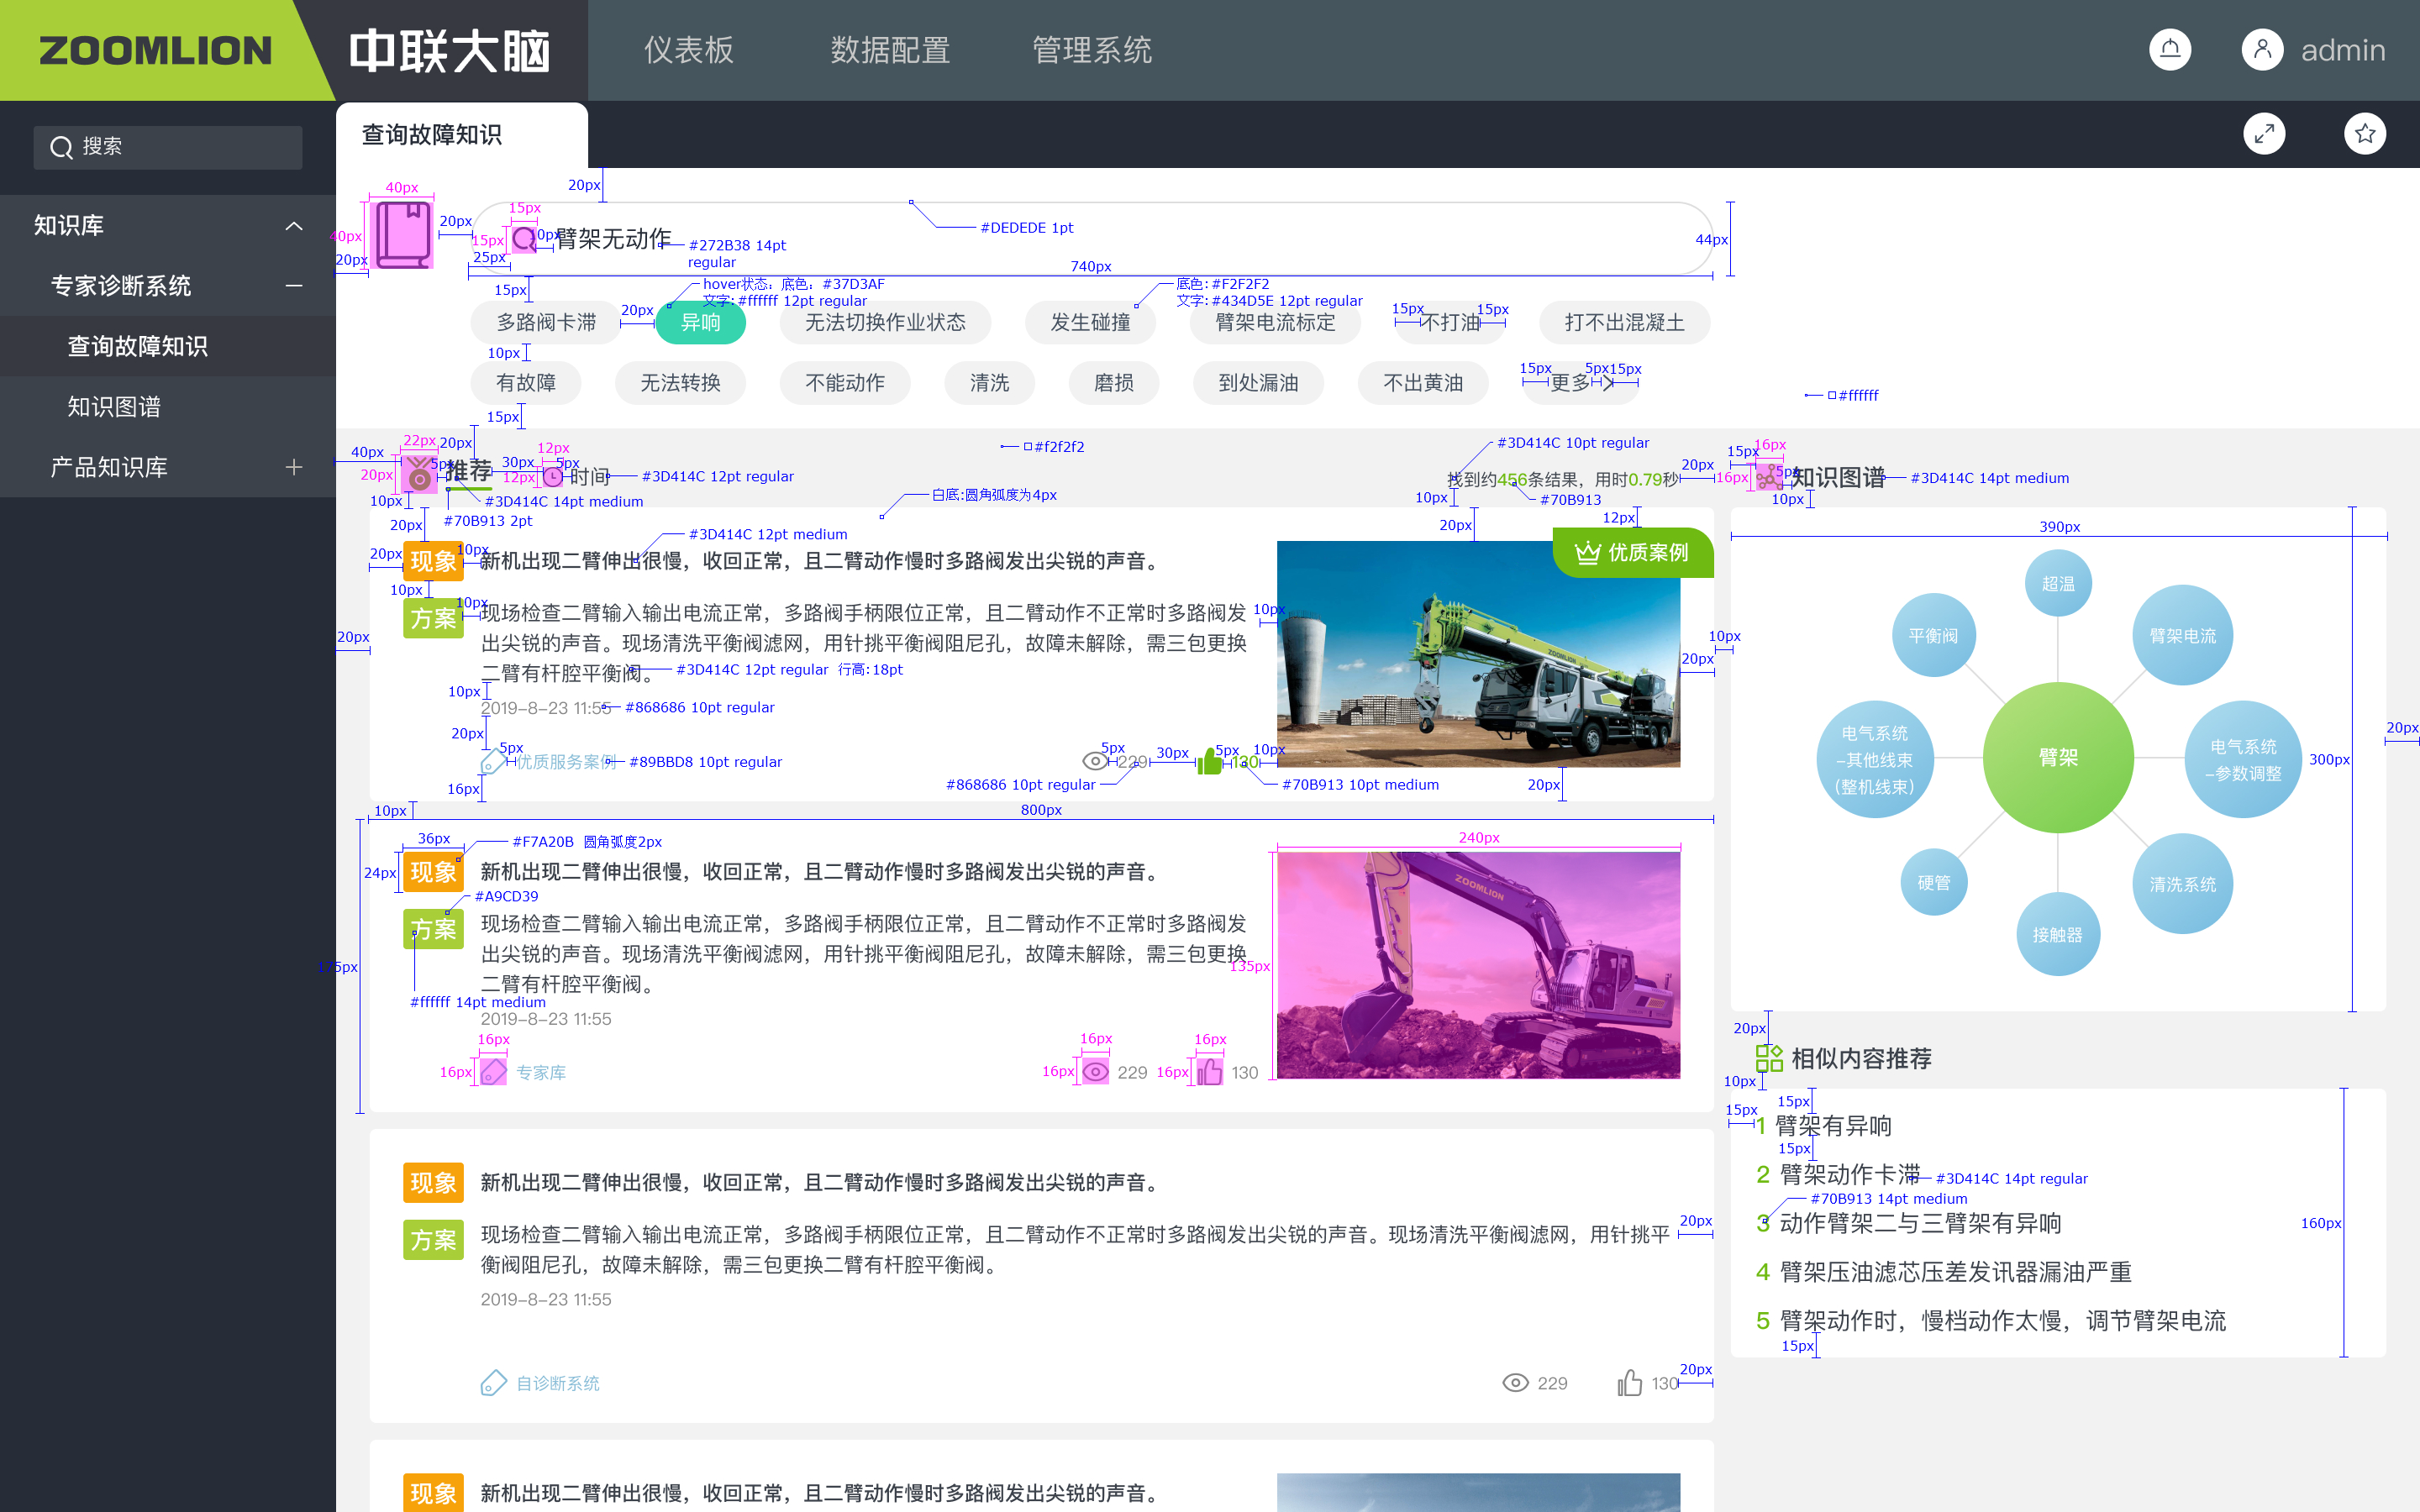 ZOOMLION
中联大脑
仪表板
数据配置
管理系统
admin
搜索
查询故障知识
知识库
专家诊断系统
查询故障知识
知识图谱
产品知识库
20px
40px
40px
20px
20px
15px
15px
10px
25px
臂架无动作
#272B38 14pt
regular
#DEDEDE 1pt
740px
44px
15px
hover状态：底色：#37D3AF
文字：#ffffff 12pt regular
底色：#F2F2F2
文字：#434D5E 12pt regular
多路阀卡滞
20px
异响
无法切换作业状态
发生碰撞
臂架电流标定
15px
不打油
15px
打不出混凝土
10px
有故障
无法转换
不能动作
清洗
磨损
到处漏油
不出黄油
15px
更多
5px
15px
15px
#ffffff
40px
22px
20px
20px
5px
推荐
30px
12px
12px
5px
时间
#3D414C 12pt regular
#f2f2f2
#3D414C 10pt regular
找到约456条结果，用时0.79秒
20px
10px
#3D414C 14pt medium
#70B913 2pt
白底:圆角弧度为4px
10px
#70B913
12px
15px
16px
16px
5px
知识图谱
#3D414C 14pt medium
10px
20px
20px
现象
10px
新机出现二臂伸出很慢，收回正常，且二臂动作慢时多路阀发出尖锐的声音。
#3D414C 12pt medium
20px
优质案例
10px
方案
10px
现场检查二臂输入输出电流正常，多路阀手柄限位正常，且二臂动作不正常时多路阀发
出尖锐的声音。现场清洗平衡阀滤网，用针挑平衡阀阻尼孔，故障未解除，需三包更换
二臂有杆腔平衡阀。
#3D414C 12pt regular 行高:18pt
10px
20px
10px
2019-8-23 11:55
#868686 10pt regular
20px
5px
优质服务案例
#89BBD8 10pt regular
5px
229
30px
5px
130
10px
#868686 10pt regular
#70B913 10pt medium
ZOOMLION
20px
10px
20px
16px
10px
800px
390px
超温
平衡阀
臂架电流
电气系统
-其他线束
(整机线束)
臂架
电气系统
-参数调整
硬管
清洗系统
接触器
300px
20px
36px
24px
现象
#F7A20B 圆角弧度2px
新机出现二臂伸出很慢，收回正常，且二臂动作慢时多路阀发出尖锐的声音。
240px
#A9CD39
方案
现场检查二臂输入输出电流正常，多路阀手柄限位正常，且二臂动作不正常时多路阀发
出尖锐的声音。现场清洗平衡阀滤网，用针挑平衡阀阻尼孔，故障未解除，需三包更换
二臂有杆腔平衡阀。
175px
135px
ZOOMLION
#ffffff 14pt medium
2019-8-23 11:55
16px
16px
专家库
16px
16px
229
16px
16px
130
20px
相似内容推荐
10px
15px
15px
1 臂架有异响
15px
2 臂架动作卡滞
#3D414C 14pt regular
#70B913 14pt medium
3 动作臂架二与三臂架有异响
4 臂架压油滤芯压差发讯器漏油严重
5 臂架动作时，慢档动作太慢，调节臂架电流
15px
160px
现象
新机出现二臂伸出很慢，收回正常，且二臂动作慢时多路阀发出尖锐的声音。
方案
现场检查二臂输入输出电流正常，多路阀手柄限位正常，且二臂动作不正常时多路阀发出尖锐的声音。现场清洗平衡阀滤网，用针挑平
衡阀阻尼孔，故障未解除，需三包更换二臂有杆腔平衡阀。
20px
2019-8-23 11:55
自诊断系统
229
130
20px
现象
新机出现二臂伸出很慢，收回正常，且二臂动作慢时多路阀发出尖锐的声音。